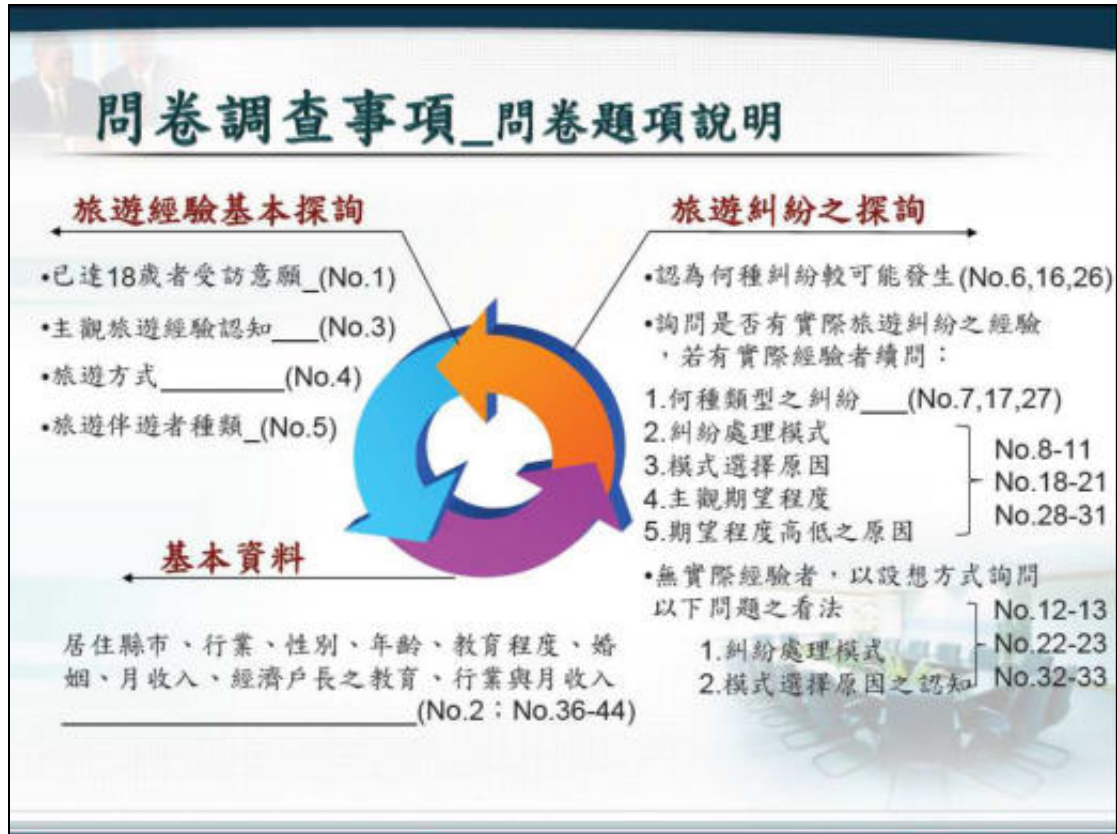 問卷調查事項_問卷題項說明
旅遊經驗基本探詢
•已達18歲者受訪意願_(No.1)
•主觀旅遊經驗認知___(No.3)
•旅遊方式_________(No.4)
•旅遊伴遊者種類_(No.5)
基本資料
居住縣市、行業、性別、年齡、教育程度、婚
姻、月收入、經濟戶長之教育、行業與月收入
__________________________(No.2：No.36-44)
旅遊糾紛之探詢
•認為何種糾紛較可能發生(No.6,16,26)
•詢問是否有實際旅遊糾紛之經驗
，若有實際經驗者續問：
1.何種類型之糾紛___(No.7,17,27)
2.糾紛處理模式
3.模式選擇原因
4.主觀期望程度
5.期望程度高低之原因
No.8-11
No.18-21
No.28-31
•無實際經驗者，以設想方式詢問
以下問題之看法
1.糾紛處理模式
2.模式選擇原因之認知
No.12-13
No.22-23
No.32-33